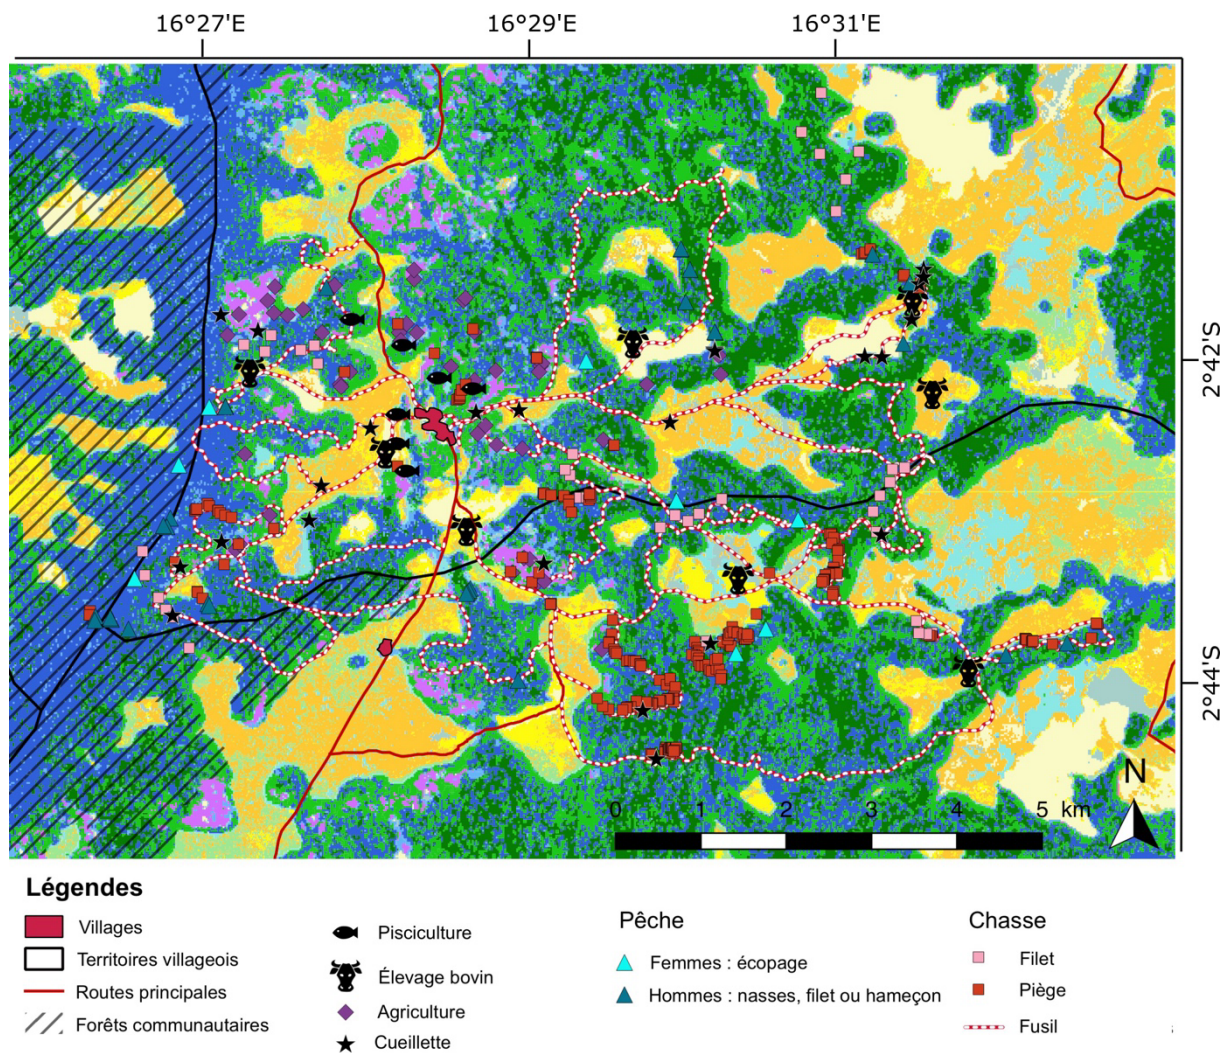 16°27'E 16°29'E 16°31'E
2°42'S
2°44'S
N
0 1 2 3 4 5 km
Légendes
Villages
Territoires villageois
Routes principales
Forêts communautaires
Pisciculture
Élevage bovin
Agriculture
Cueillette
Pêche
Femmes : écopage
Hommes : nasses, filet ou hameçon
Chasse
Filet
Piège
Fusil